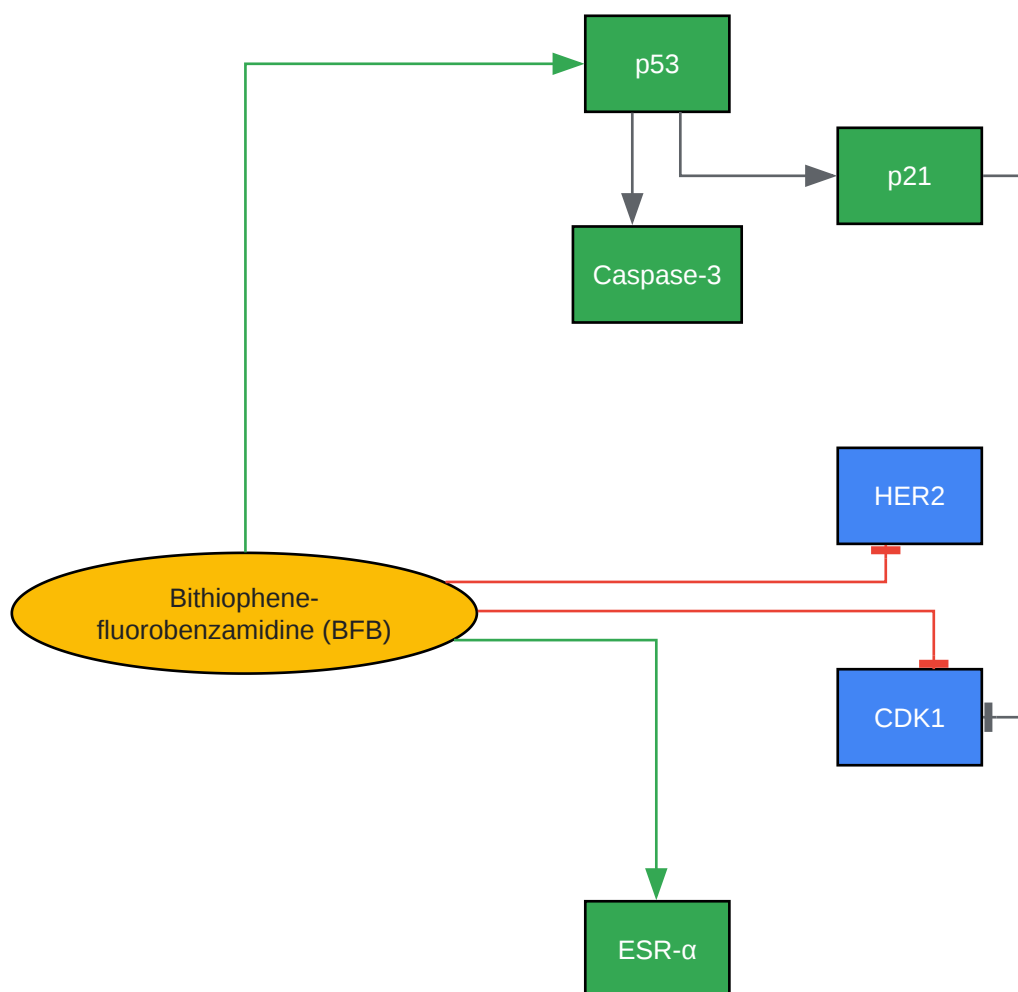 p53
p21
Caspase-3
HER2
Bithiophene-
fluorobenzamidine (BFB)
CDK1
ESR-α